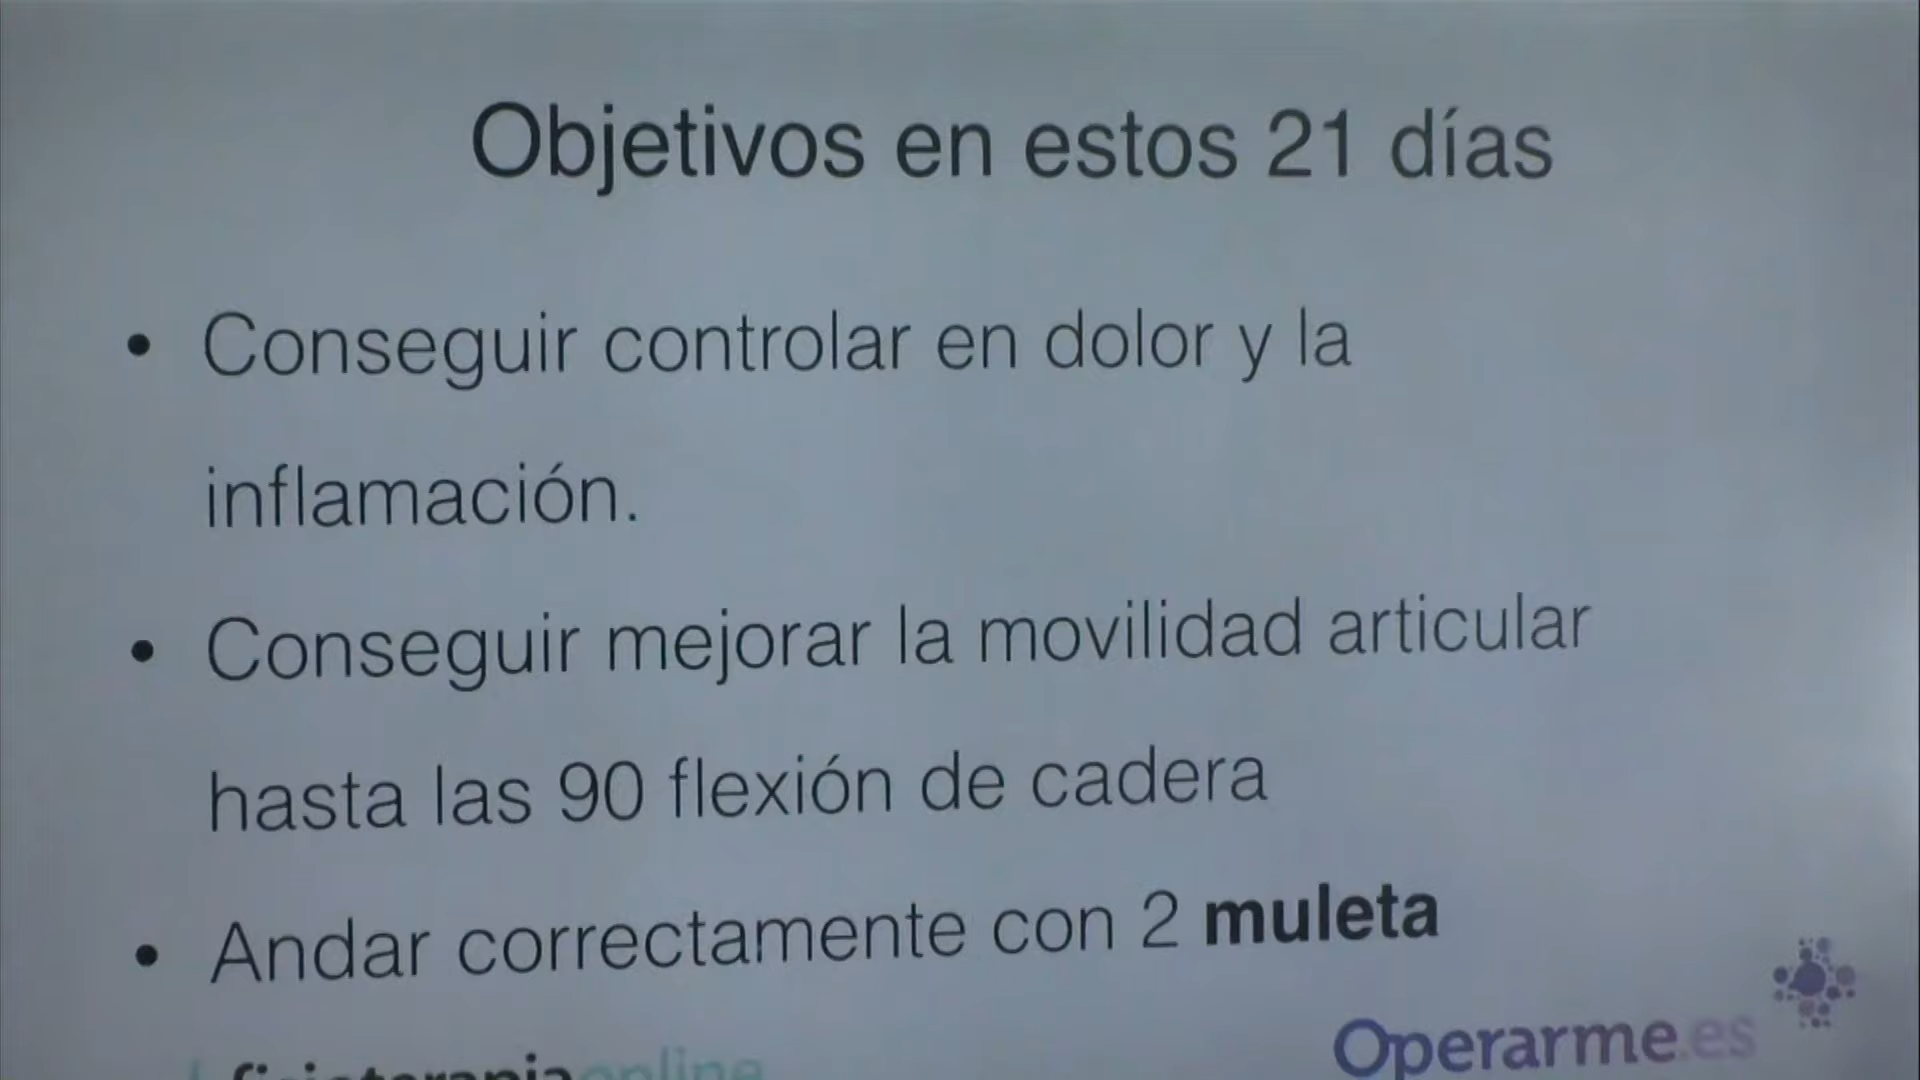 Objetivos en estos 21 días
• Conseguir controlar en dolor y la
inflamación.
• Conseguir mejorar la movilidad articular
hasta las 90 flexión de cadera
• Andar correctamente con 2 muleta
fisioterapiaonline
Operarme.es